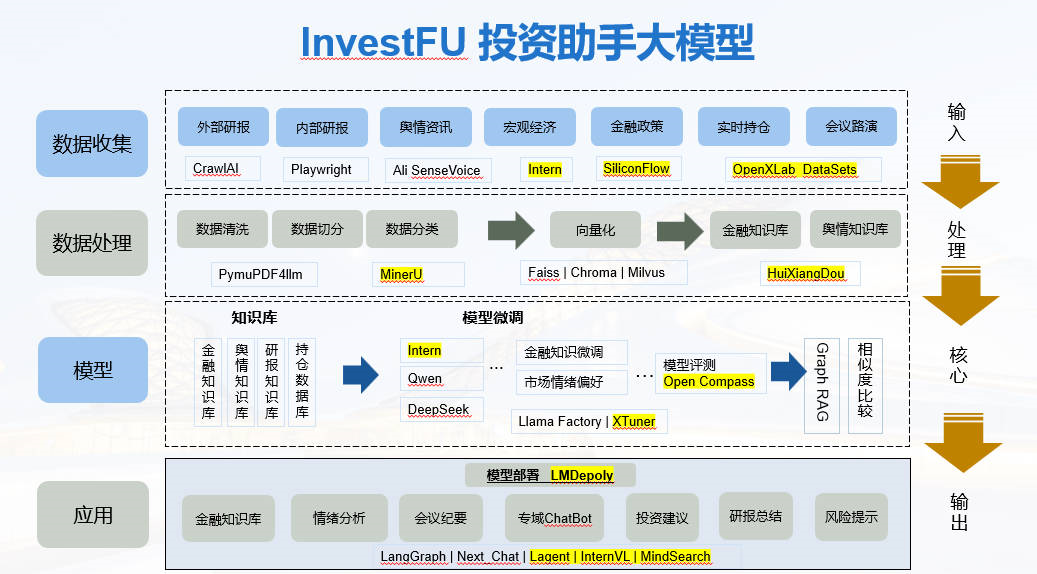 InvestFU 投资助手大模型
数据收集
外部研报
内部研报
舆情资讯
宏观经济
金融政策
实时持仓
会议路演
CrawlAI
Playwright
Ali SenseVoice
Intern
SiliconFlow
OpenXLab DataSets
输入
数据处理
数据清洗
数据切分
数据分类
向量化
金融知识库
舆情知识库
PymuPDF4llm
MinerU
Faiss | Chroma | Milvus
HuiXiangDou
处理
模型
知识库
模型微调
金融知识库
舆情知识库
研报知识库
持仓数据库
Intern
Qwen
DeepSeek
...
金融知识微调
市场情绪偏好
...
模型评测
Open Compass
Llama Factory | XTuner
Graph RAG
相似度比较
核心
应用
模型部署 LMDepoly
金融知识库
情绪分析
会议纪要
专域ChatBot
投资建议
研报总结
风险提示
LangGraph | Next_Chat | Lagent | InternVL | MindSearch
输出